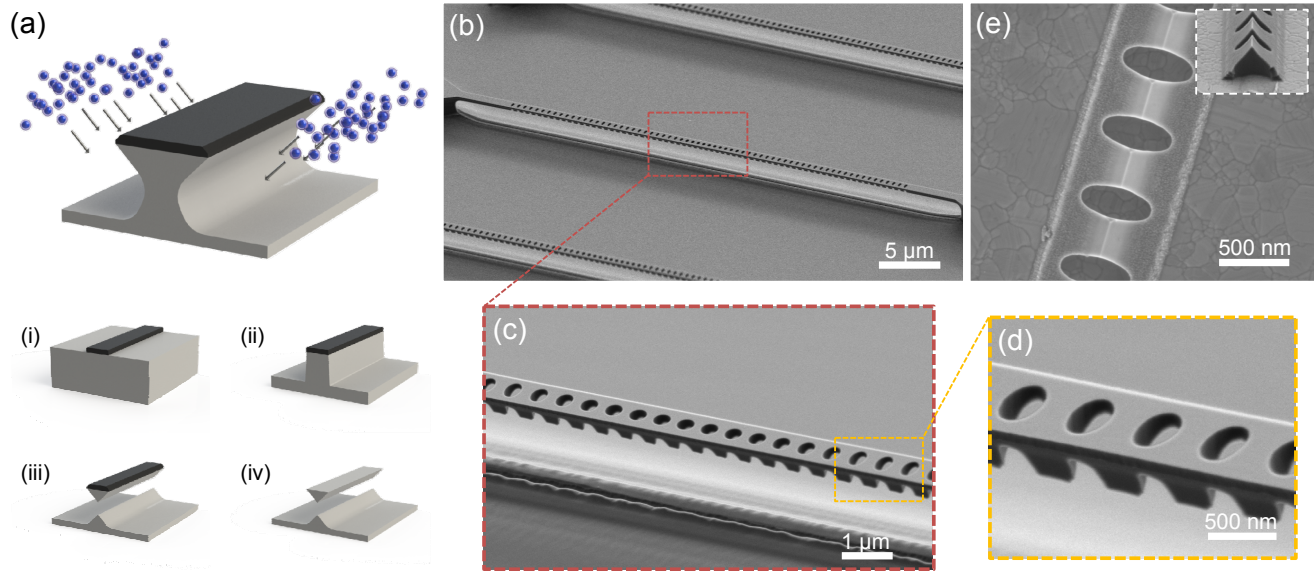 (a)
(b)
5 µm
(e)
500 nm
(i)
(ii)
(iii)
(iv)
(c)
1 µm
(d)
500 nm